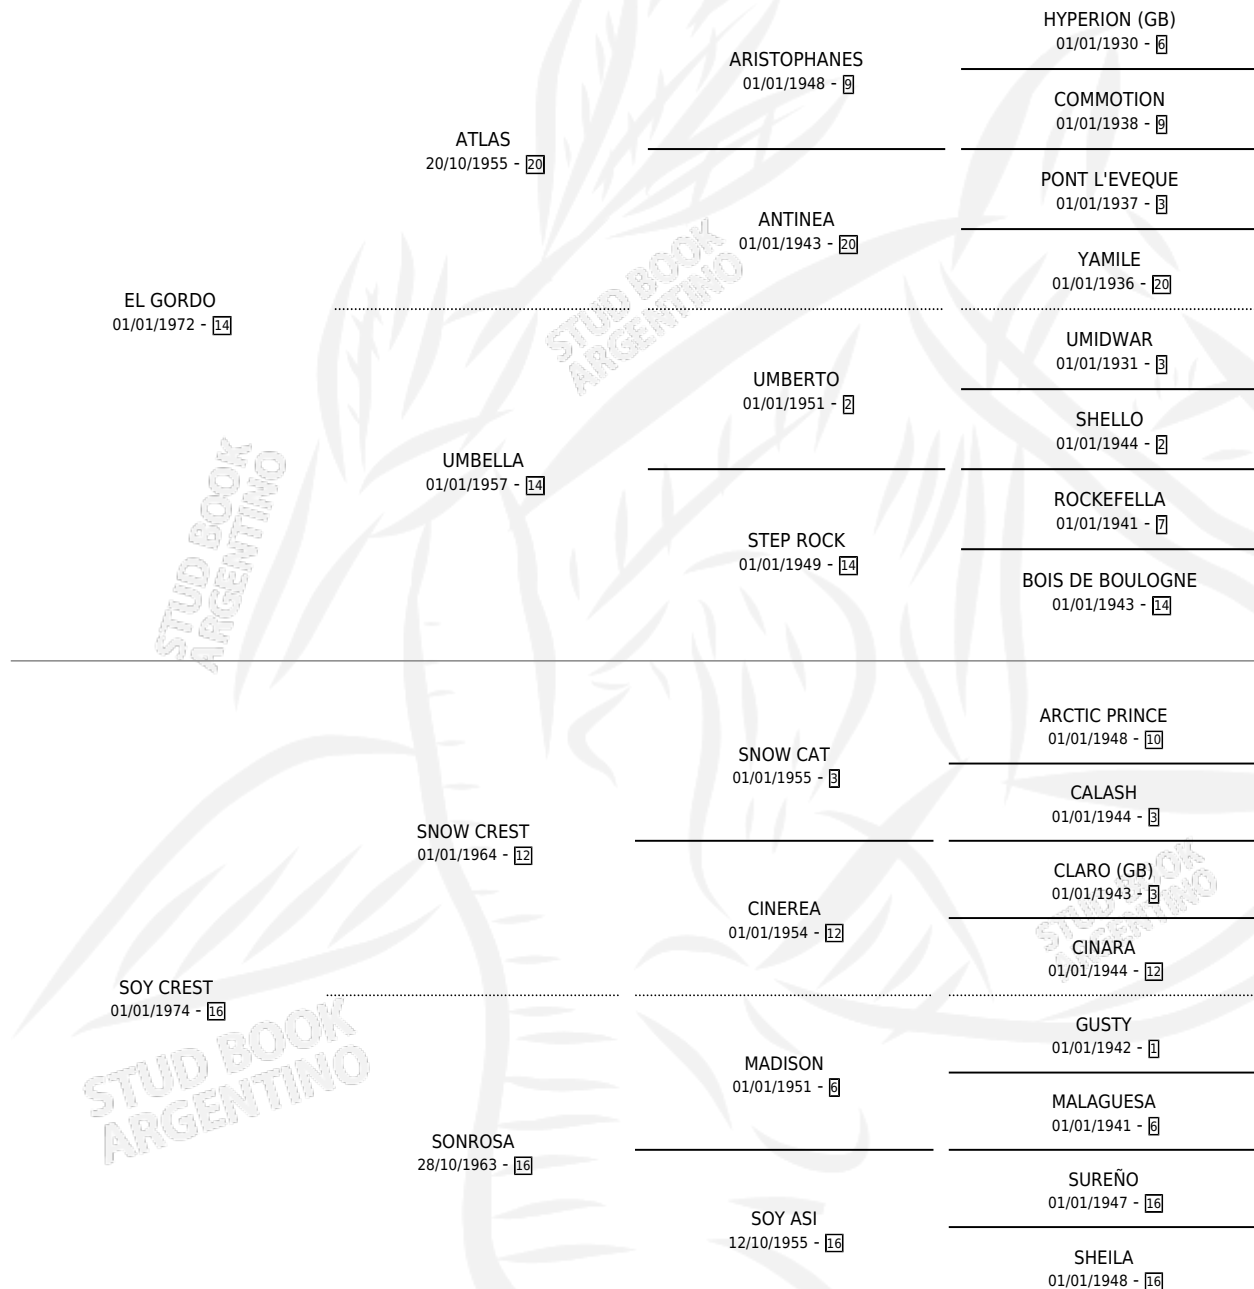 HYPERION (GB)
01/01/1930 - 6
ARISTOPHANES
01/01/1948 - 9
COMMOTION
01/01/1938 - 9
ATLAS
20/10/1955 - 20
PONT L'EVEQUE
01/01/1937 - 3
ANTINEA
01/01/1943 - 20
YAMILE
01/01/1936 - 20
EL GORDO
01/01/1972 - 14
STUD BOOK
ARGENTINO
UMIDWAR
01/01/1931 - 3
UMBERTO
01/01/1951 - 2
SHELLO
01/01/1944 - 2
UMBELLA
01/01/1957 - 14
STUD BOOK
ARGENTINO
ROCKEFELLA
01/01/1941 - 7
STEP ROCK
01/01/1949 - 14
BOIS DE BOULOGNE
01/01/1943 - 14
ARCTIC PRINCE
01/01/1948 - 10
SNOW CAT
01/01/1955 - 3
CALASH
01/01/1944 - 3
SNOW CREST
01/01/1964 - 12
CLARO (GB)
01/01/1943 - 3
CINEREA
01/01/1954 - 12
STUD BOOK
ARGENTINO
CINARA
01/01/1944 - 12
SOY CREST
01/01/1974 - 16
STUD BOOK
ARGENTINO
GUSTY
01/01/1942 - 1
MADISON
01/01/1951 - 6
MALAGUESA
01/01/1941 - 6
SONROSA
28/10/1963 - 16
SUREÑO
01/01/1947 - 16
SOY ASI
12/10/1955 - 16
SHEILA
01/01/1948 - 16